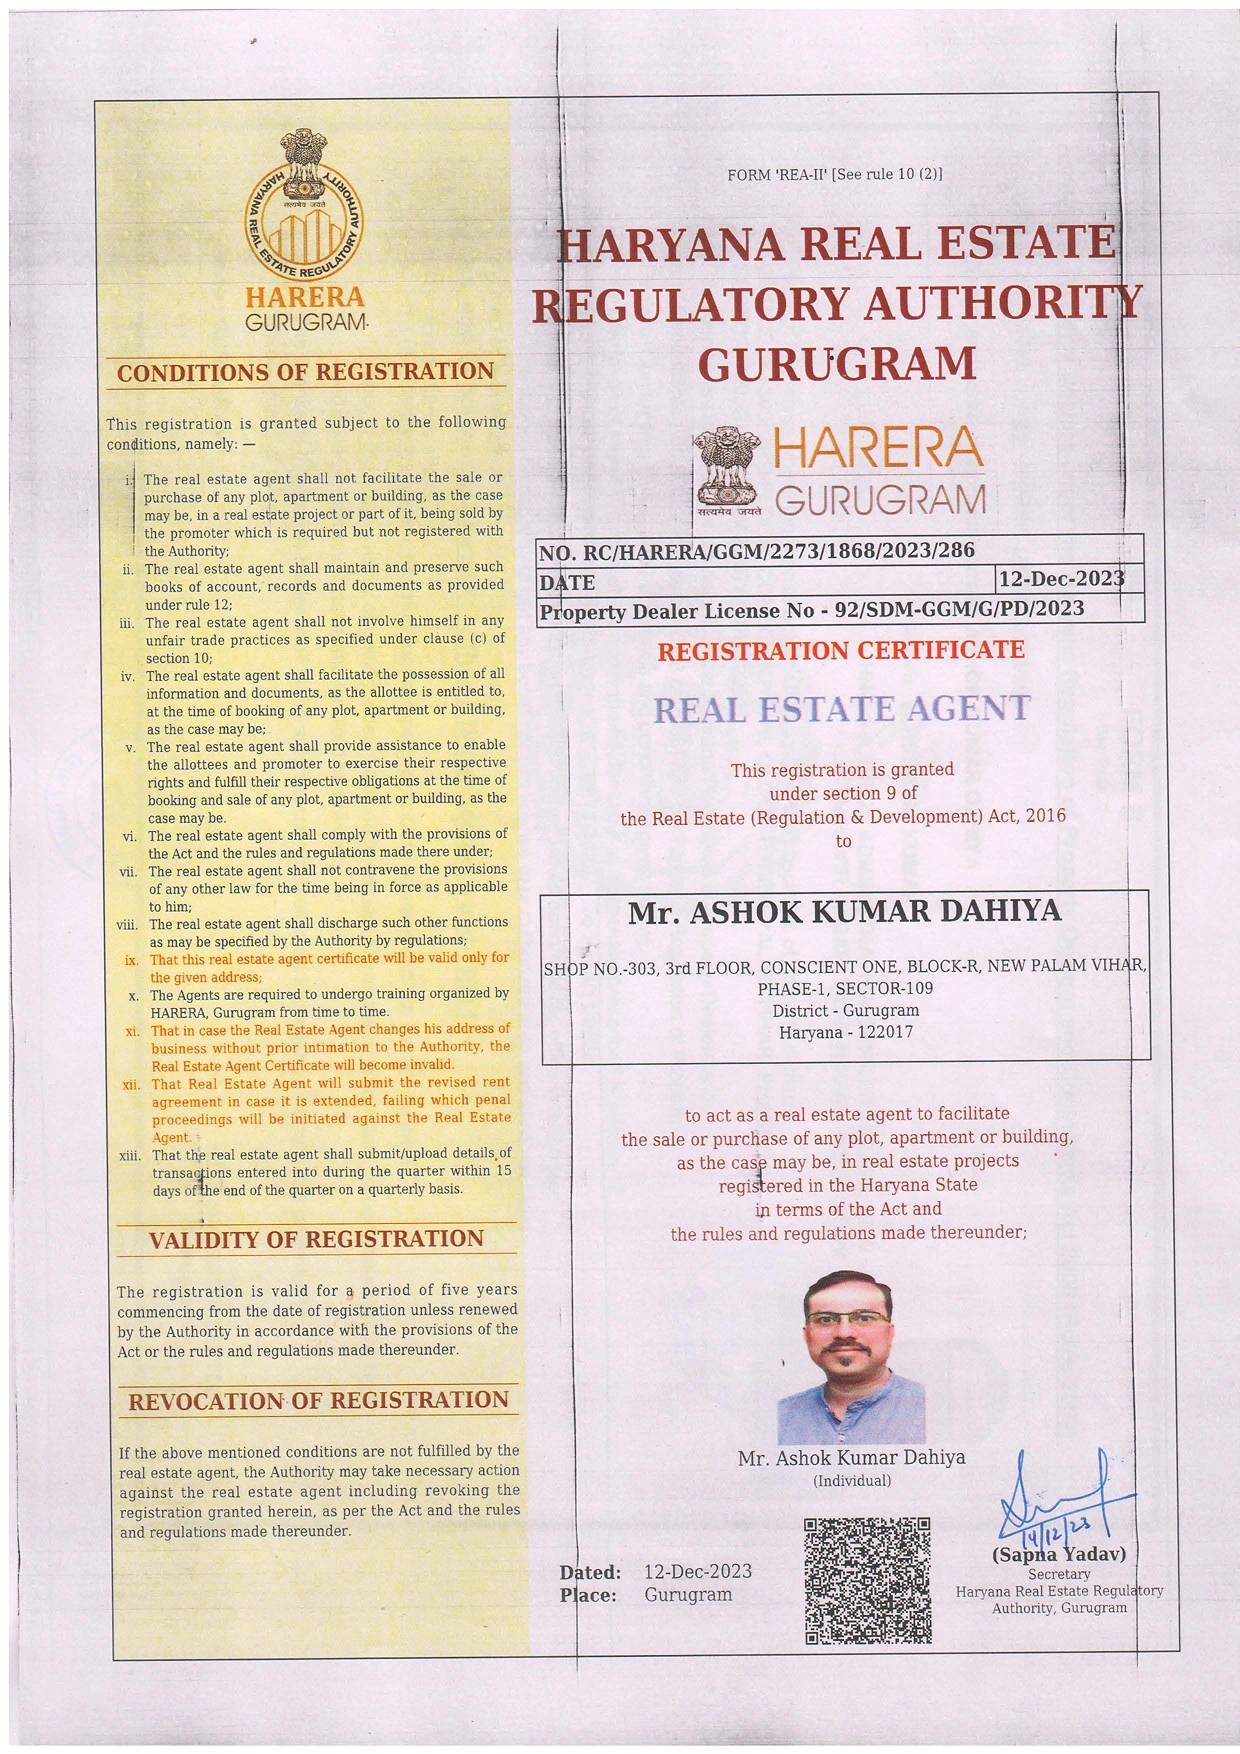 HARYANA REAL ESTATE REGULATORY AUTHORITY
सत्यमेव जयते
HARERA
GURUGRAM
CONDITIONS OF REGISTRATION
This registration is granted subject to the following
conditions, namely: —
i. The real estate agent shall not facilitate the sale or
purchase of any plot, apartment or building, as the case
may be, in a real estate project or part of it, being sold by
the promoter which is required but not registered with
the Authority;
ii. The real estate agent shall maintain and preserve such
books of account, records and documents as provided
under rule 12;
iii. The real estate agent shall not involve himself in any
unfair trade practices as specified under clause (c) of
section 10;
iv. The real estate agent shall facilitate the possession of all
information and documents, as the allottee is entitled to,
at the time of booking of any plot, apartment or building,
as the case may be;
v. The real estate agent shall provide assistance to enable
the allottees and promoter to exercise their respective
rights and fulfill their respective obligations at the time of
booking and sale of any plot, apartment or building, as the
case may be.
vi. The real estate agent shall comply with the provisions of
the Act and the rules and regulations made there under;
vii. The real estate agent shall not contravene the provisions
of any other law for the time being in force as applicable
to him;
viii. The real estate agent shall discharge such other functions
as may be specified by the Authority by regulations;
ix. That this real estate agent certificate will be valid only for
the given address;
x. The Agents are required to undergo training organized by
HARERA, Gurugram from time to time.
xi. That in case the Real Estate Agent changes his address of
business without prior intimation to the Authority, the
Real Estate Agent Certificate will become invalid.
xii. That Real Estate Agent will submit the revised rent
agreement in case it is extended, failing which penal
proceedings will be initiated against the Real Estate
Agent.
xiii. That the real estate agent shall submit/upload details of
transactions entered into during the quarter within 15
days of the end of the quarter on a quarterly basis.
VALIDITY OF REGISTRATION
The registration is valid for a period of five years
commencing from the date of registration unless renewed
by the Authority in accordance with the provisions of the
Act or the rules and regulations made thereunder.
REVOCATION OF REGISTRATION
If the above mentioned conditions are not fulfilled by the
real estate agent, the Authority may take necessary action
against the real estate agent including revoking the
registration granted herein, as per the Act and the rules
and regulations made thereunder.
FORM 'REA-II' [See rule 10 (2)]
HARYANA REAL ESTATE
REGULATORY AUTHORITY
GURUGRAM
HARERA
सत्यमेव जयते GURUGRAM
NO. RC/HARERA/GGM/2273/1868/2023/286
DATE 12-Dec-2023
Property Dealer License No - 92/SDM-GGM/G/PD/2023
REGISTRATION CERTIFICATE
REAL ESTATE AGENT
This registration is granted
under section 9 of
the Real Estate (Regulation & Development) Act, 2016
to
Mr. ASHOK KUMAR DAHIYA
SHOP NO.-303, 3rd FLOOR, CONSCIENT ONE, BLOCK-R, NEW PALAM VIHAR,
PHASE-1, SECTOR-109
District - Gurugram
Haryana - 122017
to act as a real estate agent to facilitate
the sale or purchase of any plot, apartment or building,
as the case may be, in real estate projects
registered in the Haryana State
in terms of the Act and
the rules and regulations made thereunder;
Mr. Ashok Kumar Dahiya
(Individual)
14/12/23
(Sapna Yadav)
Secretary
Haryana Real Estate Regulatory
Authority, Gurugram
Dated: 12-Dec-2023
Place: Gurugram